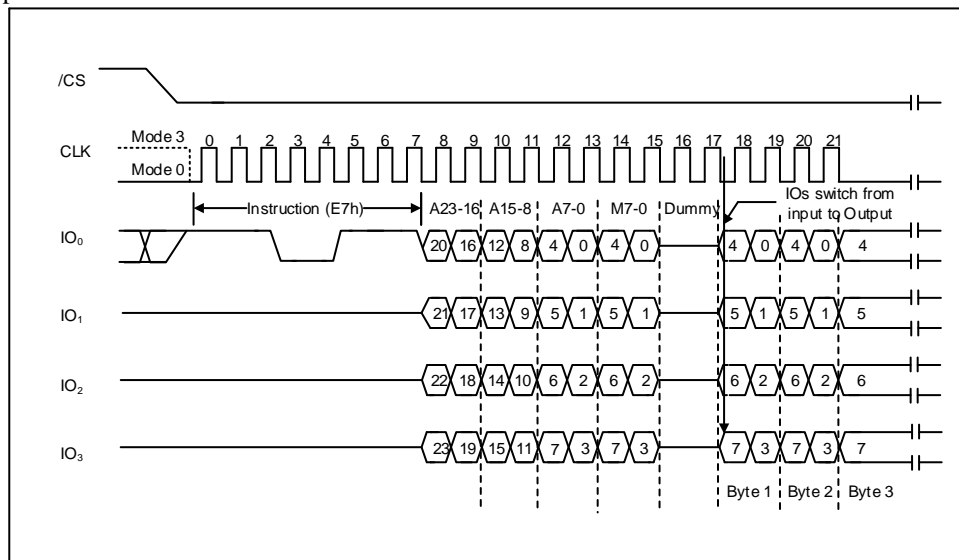 /CS
Mode 3
0 1 2 3 4 5 6 7 8 9 10 11 12 13 14 15 16 17 18 19 20 21
CLK
Mode 0
Instruction (E7h)
A23-16 A15-8 A7-0 M7-0 Dummy
IOs switch from
input to Output
IO0
20 16 12 8 4 0 4 0 4 0 4 0 4
IO1
21 17 13 9 5 1 5 1 5 1 5 1 5
IO2
22 18 14 10 6 2 6 2 6 2 6 2 6
IO3
23 19 15 11 7 3 7 3 7 3 7 3 7
Byte 1 Byte 2 Byte 3